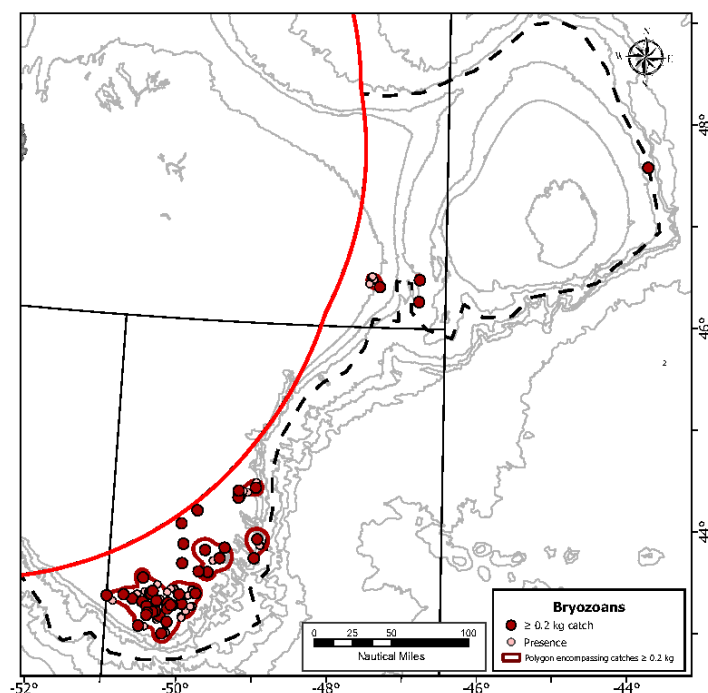 N
W E
S
48°
46°
2
44°
Bryozoans
≥ 0.2 kg catch
Presence
Polygon encompassing catches ≥ 0.2 kg
0 25 50 100
Nautical Miles
-52° -50° -48° -46° -44°